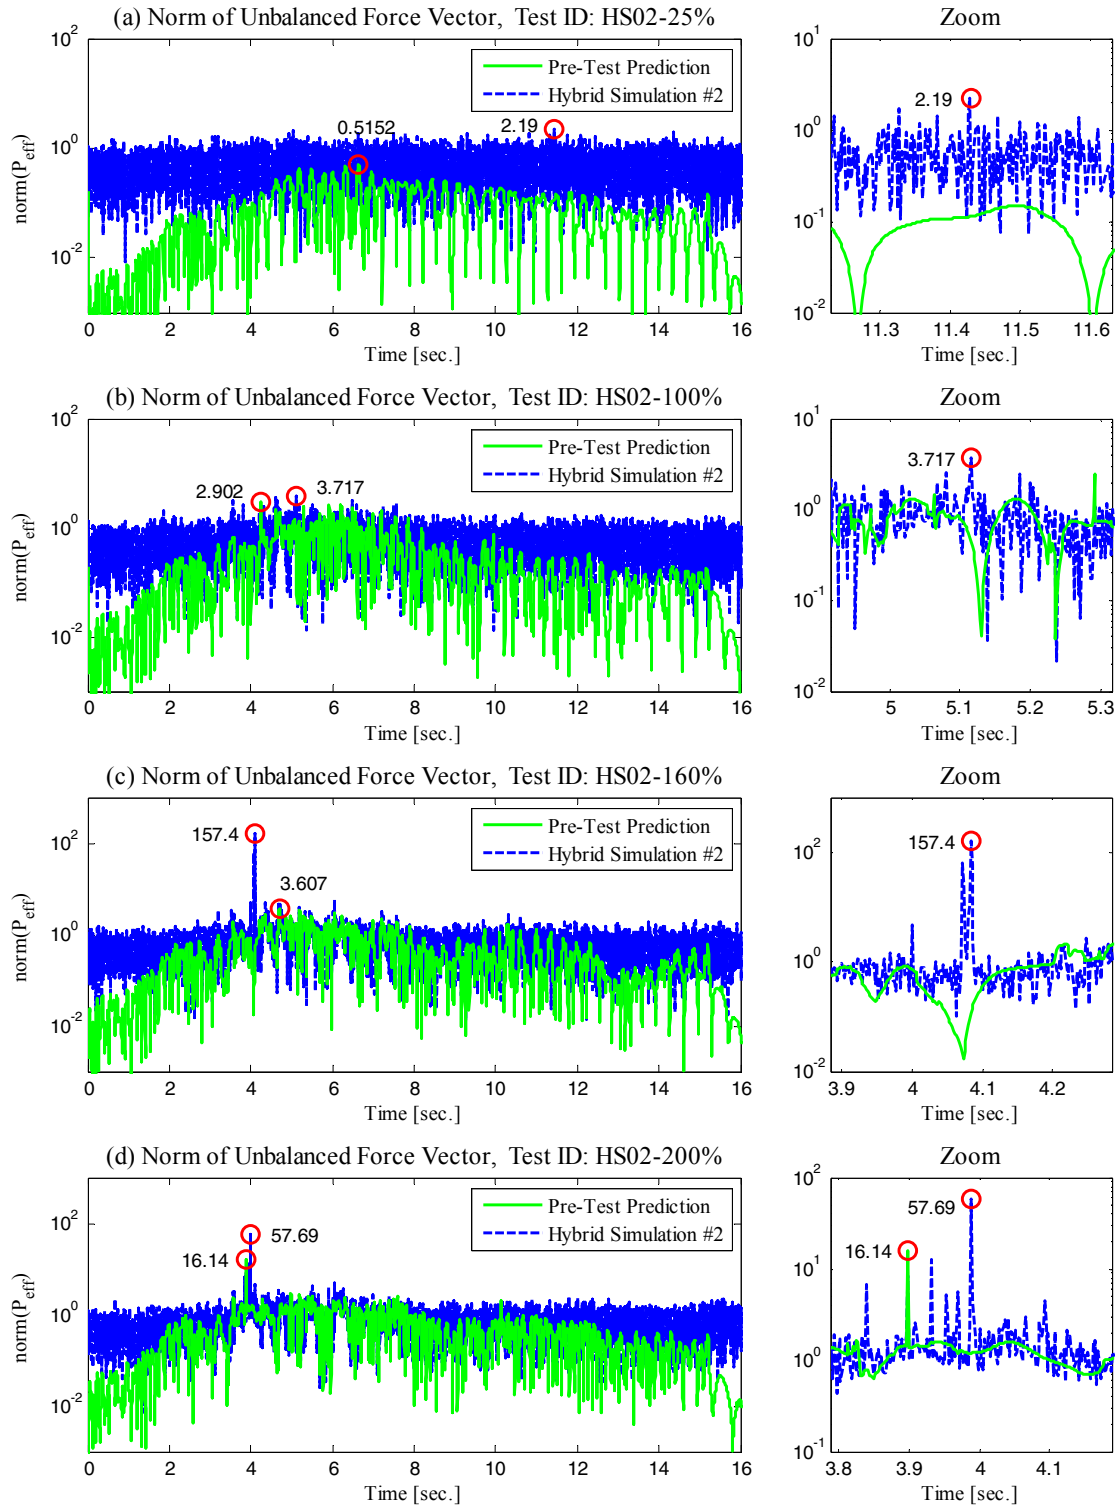 (a) Norm of Unbalanced Force Vector, Test ID: HS02-25%
Zoom
norm(P_eff)
10^2
10^0
10^-2
Pre-Test Prediction
Hybrid Simulation #2
0.5152
2.19
0 2 4 6 8 10 12 14 16
Time [sec.]
10^1
10^0
10^-1
10^-2
2.19
11.3 11.4 11.5 11.6
Time [sec.]
(b) Norm of Unbalanced Force Vector, Test ID: HS02-100%
Zoom
norm(P_eff)
10^2
10^0
10^-2
Pre-Test Prediction
Hybrid Simulation #2
2.902
3.717
0 2 4 6 8 10 12 14 16
Time [sec.]
10^1
10^0
10^-1
10^-2
3.717
5 5.1 5.2 5.3
Time [sec.]
(c) Norm of Unbalanced Force Vector, Test ID: HS02-160%
Zoom
norm(P_eff)
10^2
10^0
10^-2
Pre-Test Prediction
Hybrid Simulation #2
157.4
3.607
0 2 4 6 8 10 12 14 16
Time [sec.]
10^2
10^0
10^-2
157.4
3.9 4 4.1 4.2
Time [sec.]
(d) Norm of Unbalanced Force Vector, Test ID: HS02-200%
Zoom
norm(P_eff)
10^2
10^0
10^-2
Pre-Test Prediction
Hybrid Simulation #2
57.69
16.14
0 2 4 6 8 10 12 14 16
Time [sec.]
10^2
10^1
10^0
10^-1
57.69
16.14
3.8 3.9 4 4.1
Time [sec.]